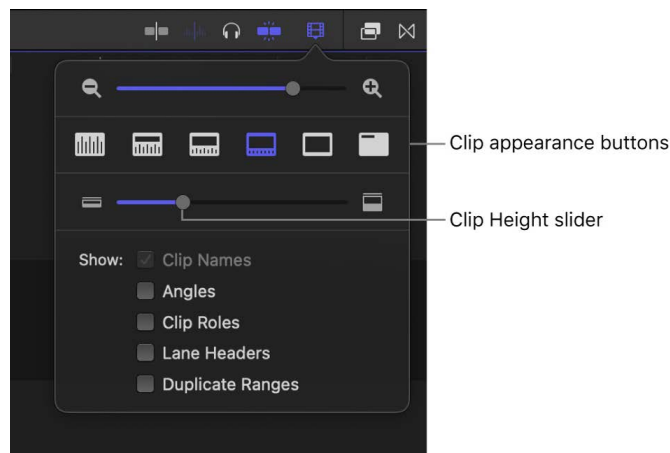 Clip appearance buttons
Clip Height slider
Show: Clip Names
Angles
Clip Roles
Lane Headers
Duplicate Ranges